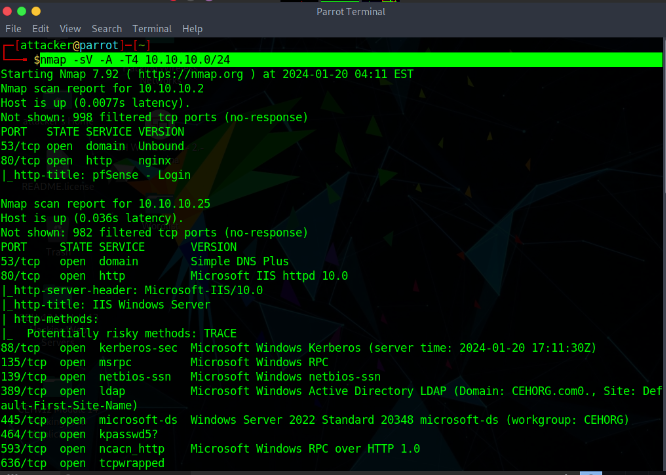 Parrot Terminal
File Edit View Search Terminal Help
┌─[attacker@parrot]─[~]
└──╼ $nmap -sV -A -T4 10.10.10.0/24
Starting Nmap 7.92 ( https://nmap.org ) at 2024-01-20 04:11 EST
Nmap scan report for 10.10.10.2
Host is up (0.0077s latency).
Not shown: 998 filtered tcp ports (no-response)
PORT   STATE SERVICE VERSION
53/tcp open  domain  Unbound
80/tcp open  http    nginx
|_http-title: pfSense - Login
Nmap scan report for 10.10.10.25
Host is up (0.036s latency).
Not shown: 982 filtered tcp ports (no-response)
PORT     STATE SERVICE       VERSION
53/tcp   open  domain        Simple DNS Plus
80/tcp   open  http          Microsoft IIS httpd 10.0
|_http-server-header: Microsoft-IIS/10.0
|_http-title: IIS Windows Server
| http-methods:
|_  Potentially risky methods: TRACE
88/tcp   open  kerberos-sec  Microsoft Windows Kerberos (server time: 2024-01-20 17:11:30Z)
135/tcp  open  msrpc         Microsoft Windows RPC
139/tcp  open  netbios-ssn   Microsoft Windows netbios-ssn
389/tcp  open  ldap          Microsoft Windows Active Directory LDAP (Domain: CEHORG.com0., Site: Def
ault-First-Site-Name)
445/tcp  open  microsoft-ds  Windows Server 2022 Standard 20348 microsoft-ds (workgroup: CEHORG)
464/tcp  open  kpasswd5?
593/tcp  open  ncacn_http    Microsoft Windows RPC over HTTP 1.0
636/tcp  open  tcpwrapped